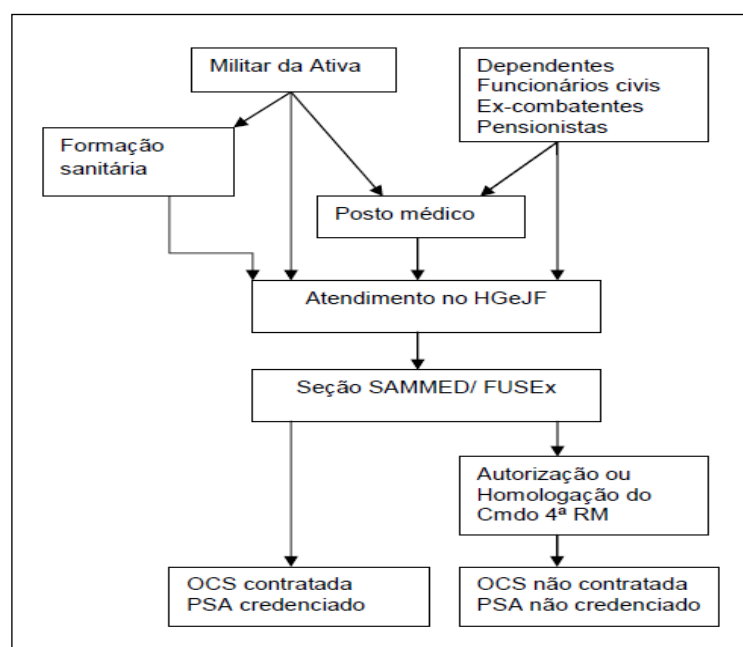 Militar da Ativa
Dependentes
Funcionários civis
Ex-combatentes
Pensionistas
Formação
sanitária
Posto médico
Atendimento no HGeJF
Seção SAMMED/ FUSEx
Autorização ou
Homologação do
Cmdo 4ª RM
OCS contratada
PSA credenciado
OCS não contratada
PSA não credenciado